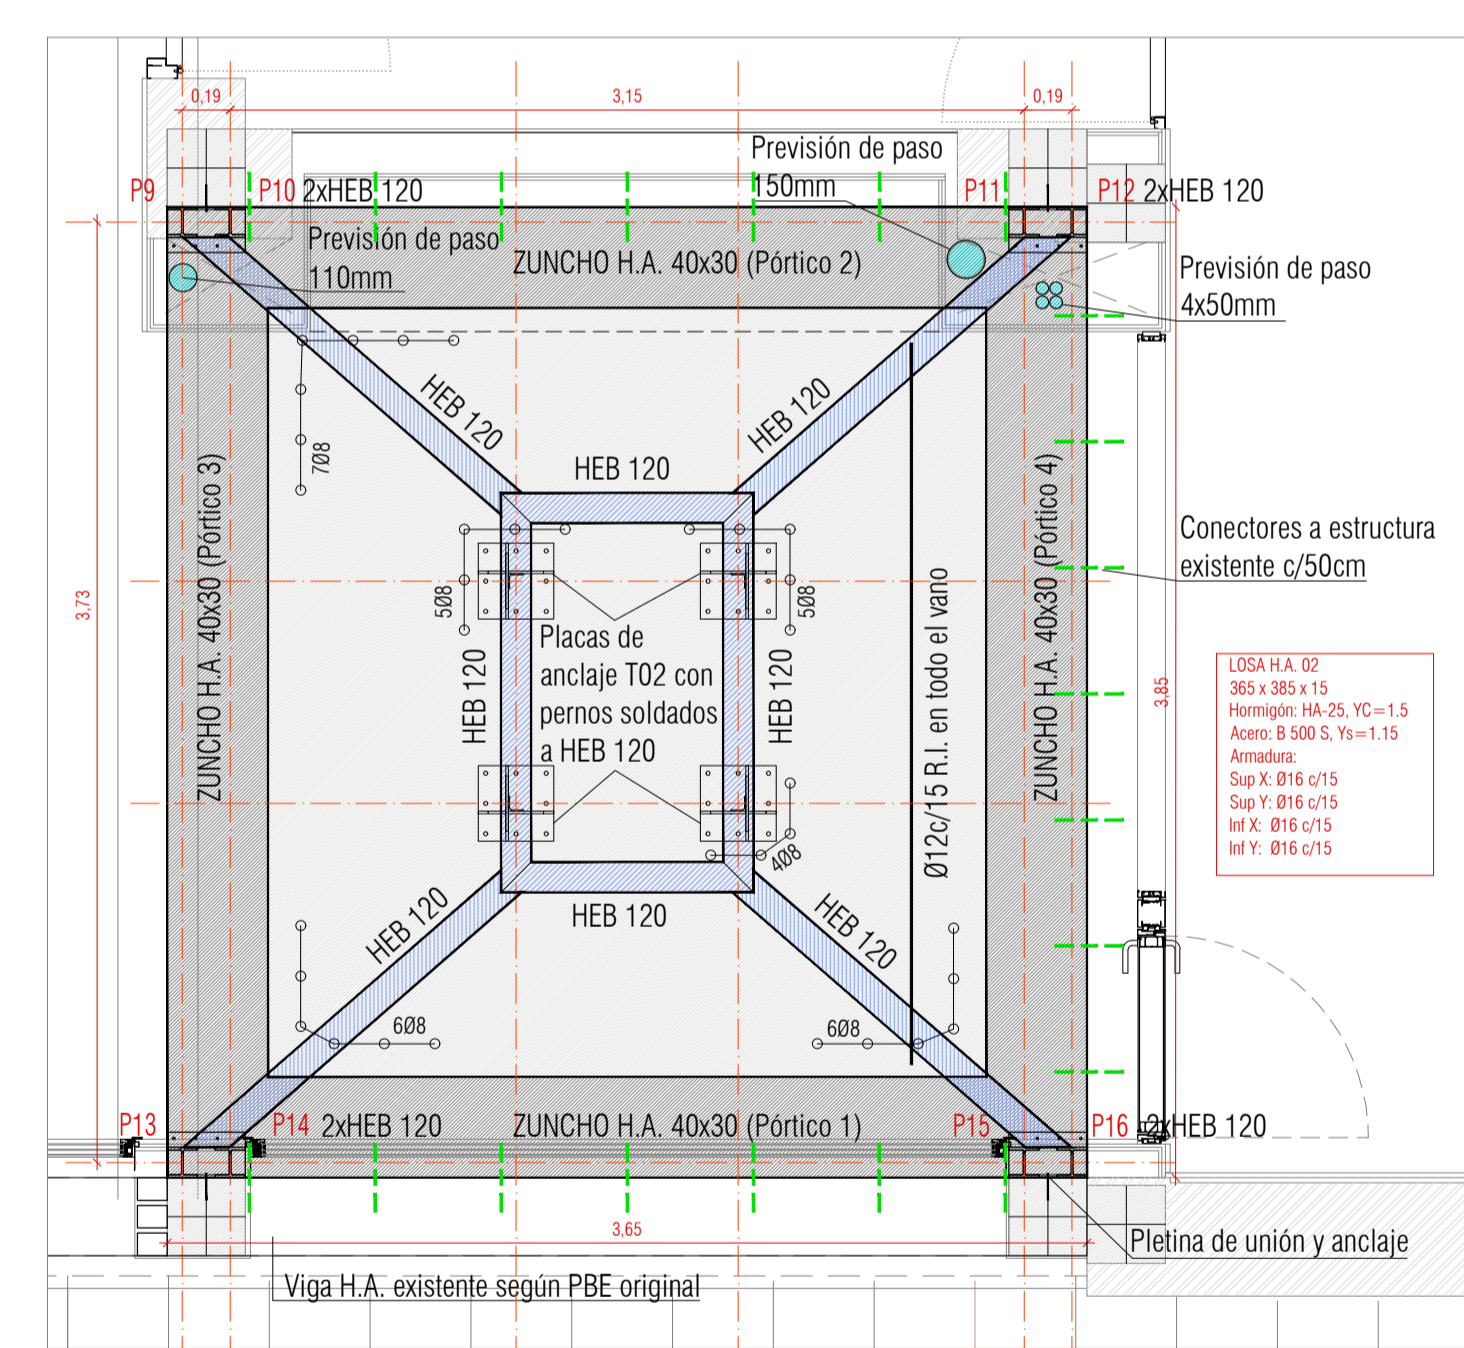 0,19
3,15
0,19
Previsión de paso
150mm
P9
P10 2xHEB 120
P11
P12 2xHEB 120
Previsión de paso
110mm
ZUNCHO H.A. 40x30 (Pórtico 2)
Previsión de paso
4x50mm
HEB 120
HEB 120
7Ø8
HEB 120
ZUNCHO H.A. 40x30 (Pórtico 3)
ZUNCHO H.A. 40x30 (Pórtico 4)
Conectores a estructura
existente c/50cm
3,73
5Ø8
5Ø8
Placas de
anclaje T02 con
pernos soldados
a HEB 120
HEB 120
HEB 120
Ø12c/15 R.I. en todo el vano
3,85
LOSA H.A. 02
365 x 385 x 15
Hormigón: HA-25, YC=1.5
Acero: B 500 S, Ys=1.15
Armadura:
Sup X: Ø16 c/15
Sup Y: Ø16 c/15
Inf X: Ø16 c/15
Inf Y: Ø16 c/15
4Ø8
HEB 120
HEB 120
HEB 120
6Ø8
6Ø8
P13
P14 2xHEB 120
ZUNCHO H.A. 40x30 (Pórtico 1)
P15
P16 2xHEB 120
3,65
Pletina de unión y anclaje
Viga H.A. existente según PBE original